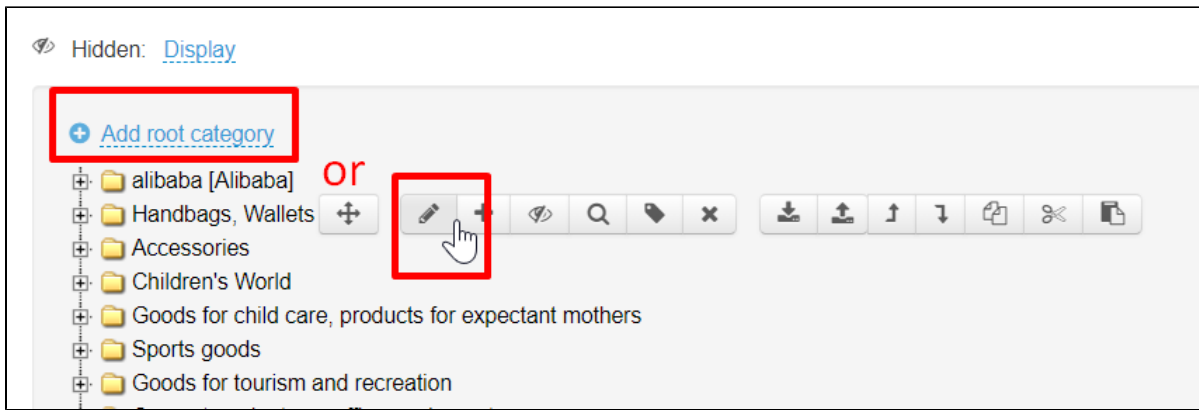 Hidden: Display
Add root category
alibaba [Alibaba]
or
Handbags, Wallets
Accessories
Children's World
Goods for child care, products for expectant mothers
Sports goods
Goods for tourism and recreation